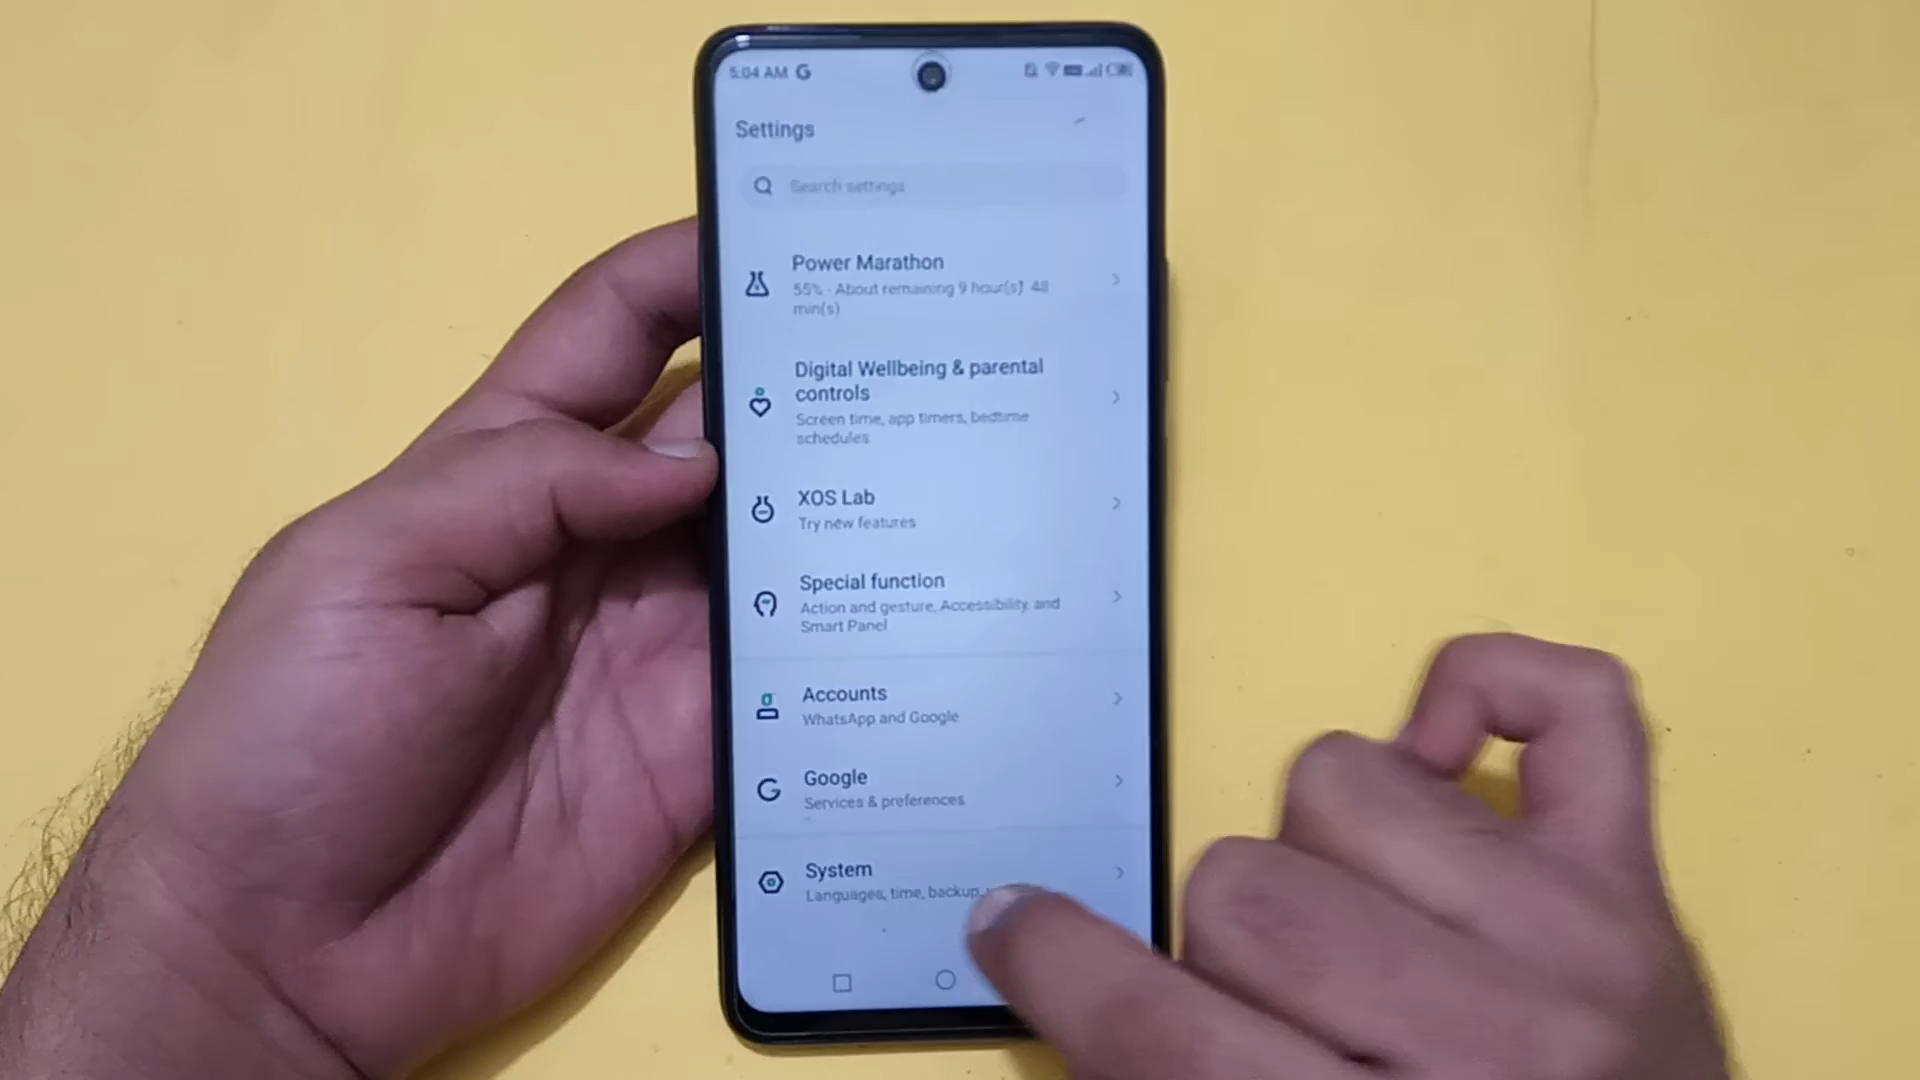 5:04 AM G
Settings
Search settings
Power Marathon
55% - About remaining 9 hour(s) 48
min(s)
Digital Wellbeing & parental
controls
Screen time, app timers, bedtime
schedules
XOS Lab
Try new features
Special function
Action and gesture, Accessibility, and
Smart Panel
Accounts
WhatsApp and Google
Google
Services & preferences
System
Languages, time, backup,